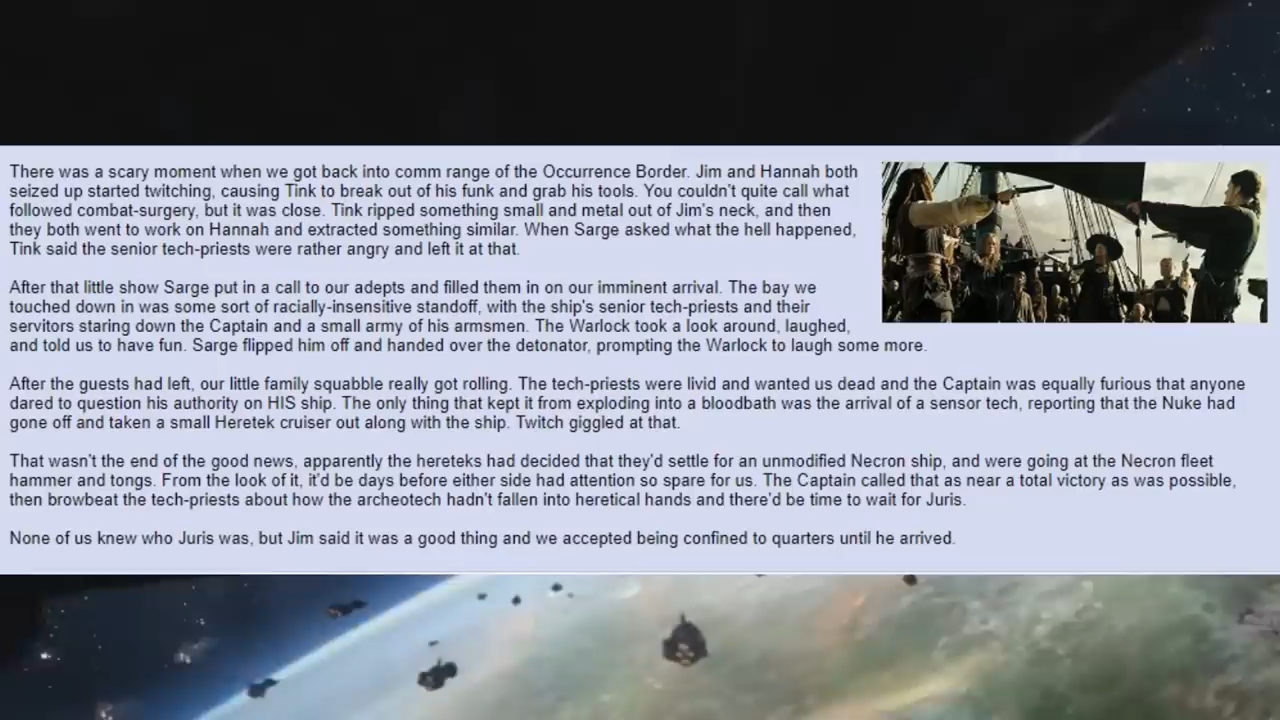 There was a scary moment when we got back into comm range of the Occurrence Border. Jim and Hannah both
seized up started twitching, causing Tink to break out of his funk and grab his tools. You couldn't quite call what
followed combat-surgery, but it was close. Tink ripped something small and metal out of Jim's neck, and then
they both went to work on Hannah and extracted something similar. When Sarge asked what the hell happened,
Tink said the senior tech-priests were rather angry and left it at that.
After that little show Sarge put in a call to our adepts and filled them in on our imminent arrival. The bay we
touched down in was some sort of racially-insensitive standoff, with the ship's senior tech-priests and their
servitors staring down the Captain and a small army of his armsmen. The Warlock took a look around, laughed,
and told us to have fun. Sarge flipped him off and handed over the detonator, prompting the Warlock to laugh some more.
After the guests had left, our little family squabble really got rolling. The tech-priests were livid and wanted us dead and the Captain was equally furious that anyone
dared to question his authority on HIS ship. The only thing that kept it from exploding into a bloodbath was the arrival of a sensor tech, reporting that the Nuke had
gone off and taken a small Heretek cruiser out along with the ship. Twitch giggled at that.
That wasn't the end of the good news, apparently the hereteks had decided that they'd settle for an unmodified Necron ship, and were going at the Necron fleet
hammer and tongs. From the look of it, it'd be days before either side had attention so spare for us. The Captain called that as near a total victory as was possible,
then browbeat the tech-priests about how the archeotech hadn't fallen into heretical hands and there'd be time to wait for Juris.
None of us knew who Juris was, but Jim said it was a good thing and we accepted being confined to quarters until he arrived.